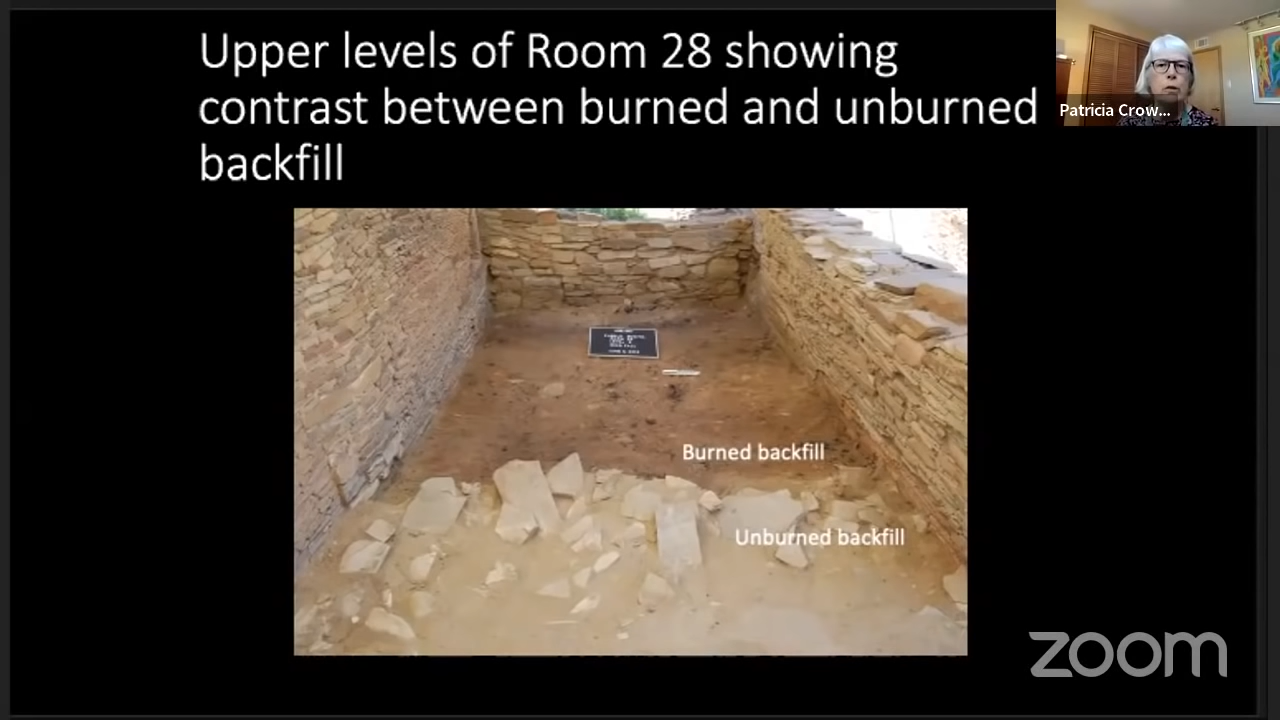 Upper levels of Room 28 showing
contrast between burned and unburned
backfill
Patricia Crow...
Burned backfill
Unburned backfill
zoom